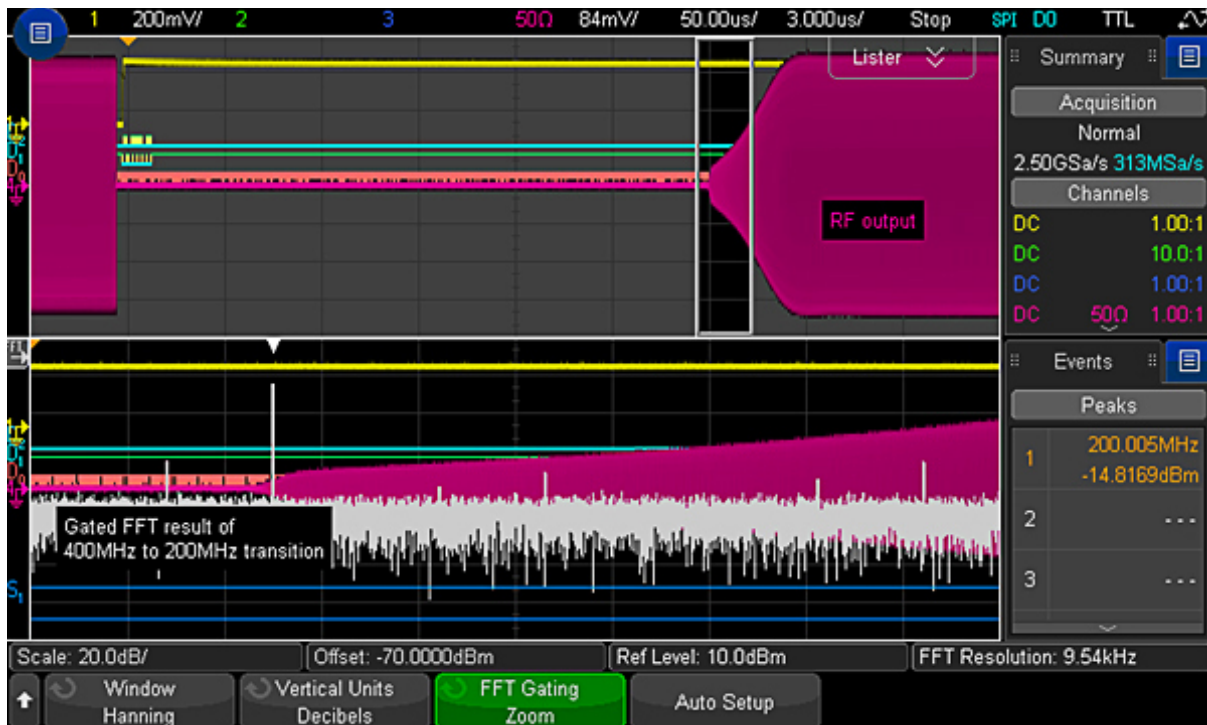 1 200mV/ 2 3 50Ω 84mV/ 50.00us/ 3.000us/ Stop SPI D0 TTL
Lister
RF output
Gated FFT result of
400MHz to 200MHz transition
S1
Summary
Acquisition
Normal
2.50GSa/s 313MSa/s
Channels
DC 1.00:1
DC 10.0:1
DC 1.00:1
DC 50Ω 1.00:1
Events
Peaks
1 200.005MHz
-14.8169dBm
2 ---
3 ---
Scale: 20.0dB/ Offset: -70.0000dBm Ref Level: 10.0dBm FFT Resolution: 9.54kHz
Window
Hanning
Vertical Units
Decibels
FFT Gating
Zoom
Auto Setup